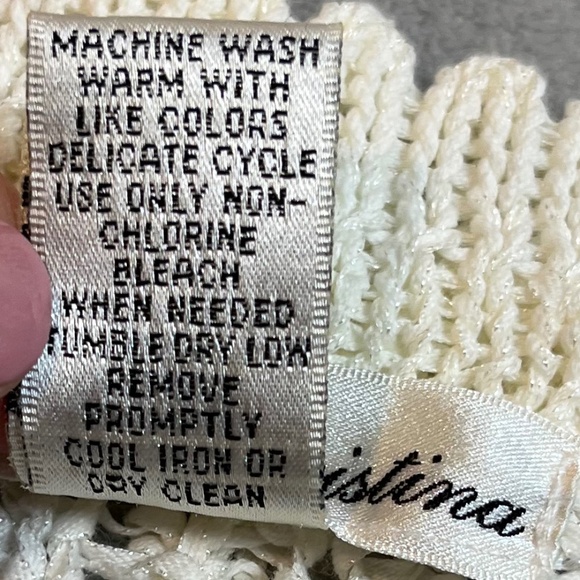 MACHINE WASH
WARM WITH
LIKE COLORS
DELICATE CYCLE
USE ONLY NON-
CHLORINE
BLEACH
WHEN NEEDED
TUMBLE DRY LOW
REMOVE
PROMPTLY
COOL IRON OR
DRY CLEAN
istina